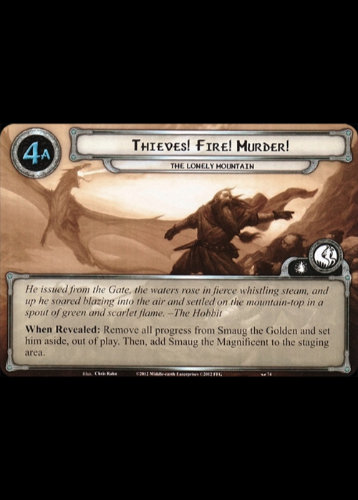 4A
THIEVES! FIRE! MURDER!
THE LONELY MOUNTAIN
He issued from the Gate, the waters rose in fierce whistling steam, and
up he soared blazing into the air and settled on the mountain-top in a
spout of green and scarlet flame. –The Hobbit
When Revealed: Remove all progress from Smaug the Golden and set
him aside, out of play. Then, add Smaug the Magnificent to the staging
area.
Illus. Chris Rahn ©2012 Middle-earth Enterprises ©2012 FFG